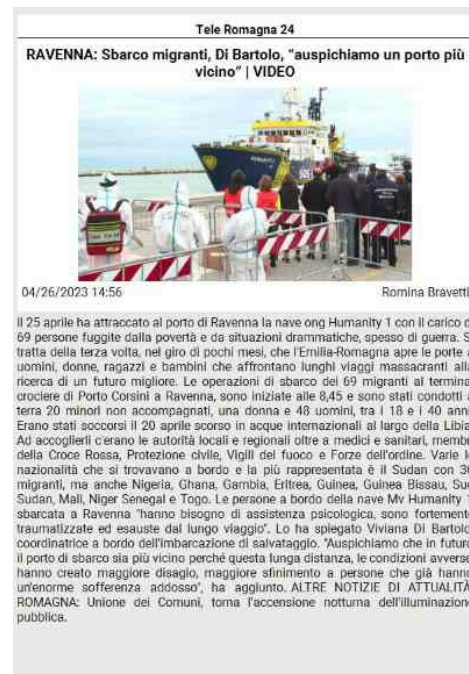 Tele Romagna 24
RAVENNA: Sbarco migranti, Di Bartolo, "auspichiamo un porto più
vicino" | VIDEO
HUMANITY 1
SOS
04/26/2023 14:56
Romina Bravetti
Il 25 aprile ha attraccato al porto di Ravenna la nave ong Humanity 1 con il carico d
69 persone fuggite dalla povertà e da situazioni drammatiche, spesso di guerra. S
tratta della terza volta, nel giro di pochi mesi, che l'Emilia-Romagna apre le porte a
uomini, donne, ragazzi e bambini che affrontano lunghi viaggi massacranti alla
ricerca di un futuro migliore. Le operazioni di sbarco dei 69 migranti al termina
crociere di Porto Corsini a Ravenna, sono iniziate alle 8,45 e sono stati condotti a
terra 20 minori non accompagnati, una donna e 48 uomini, tra i 18 e i 40 anni
Erano stati soccorsi il 20 aprile scorso in acque internazionali al largo della Libia
Ad accoglierli c'erano le autorità locali e regionali oltre a medici e sanitari, membr
della Croce Rossa, Protezione civile, Vigili del fuoco e Forze dell'ordine. Varie le
nazionalità che si trovavano a bordo e la più rappresentata è il Sudan con
migranti, ma anche Nigeria, Ghana, Gambia, Eritrea, Guinea, Guinea Bissau, Sud
Sudan, Mali, Niger Senegal e Togo. Le persone a bordo della nave Mv Humanity 1
sbarcata a Ravenna "hanno bisogno di assistenza psicologica, sono fortemente
traumatizzate ed esauste dal lungo viaggio". Lo ha spiegato Viviana Di Bartolo
coordinatrice a bordo dell'imbarcazione di salvataggio. "Auspichiamo che in futuro
il porto di sbarco sia più vicino perché questa lunga distanza, le condizioni avverse
hanno creato maggiore disagio, maggiore sfinimento a persone che già hanno
un'enorme sofferenza addosso", ha aggiunto. ALTRE NOTIZIE DI ATTUALITÀ
ROMAGNA: Unione dei Comuni, torna l'accensione notturna dell'illuminazione
pubblica.